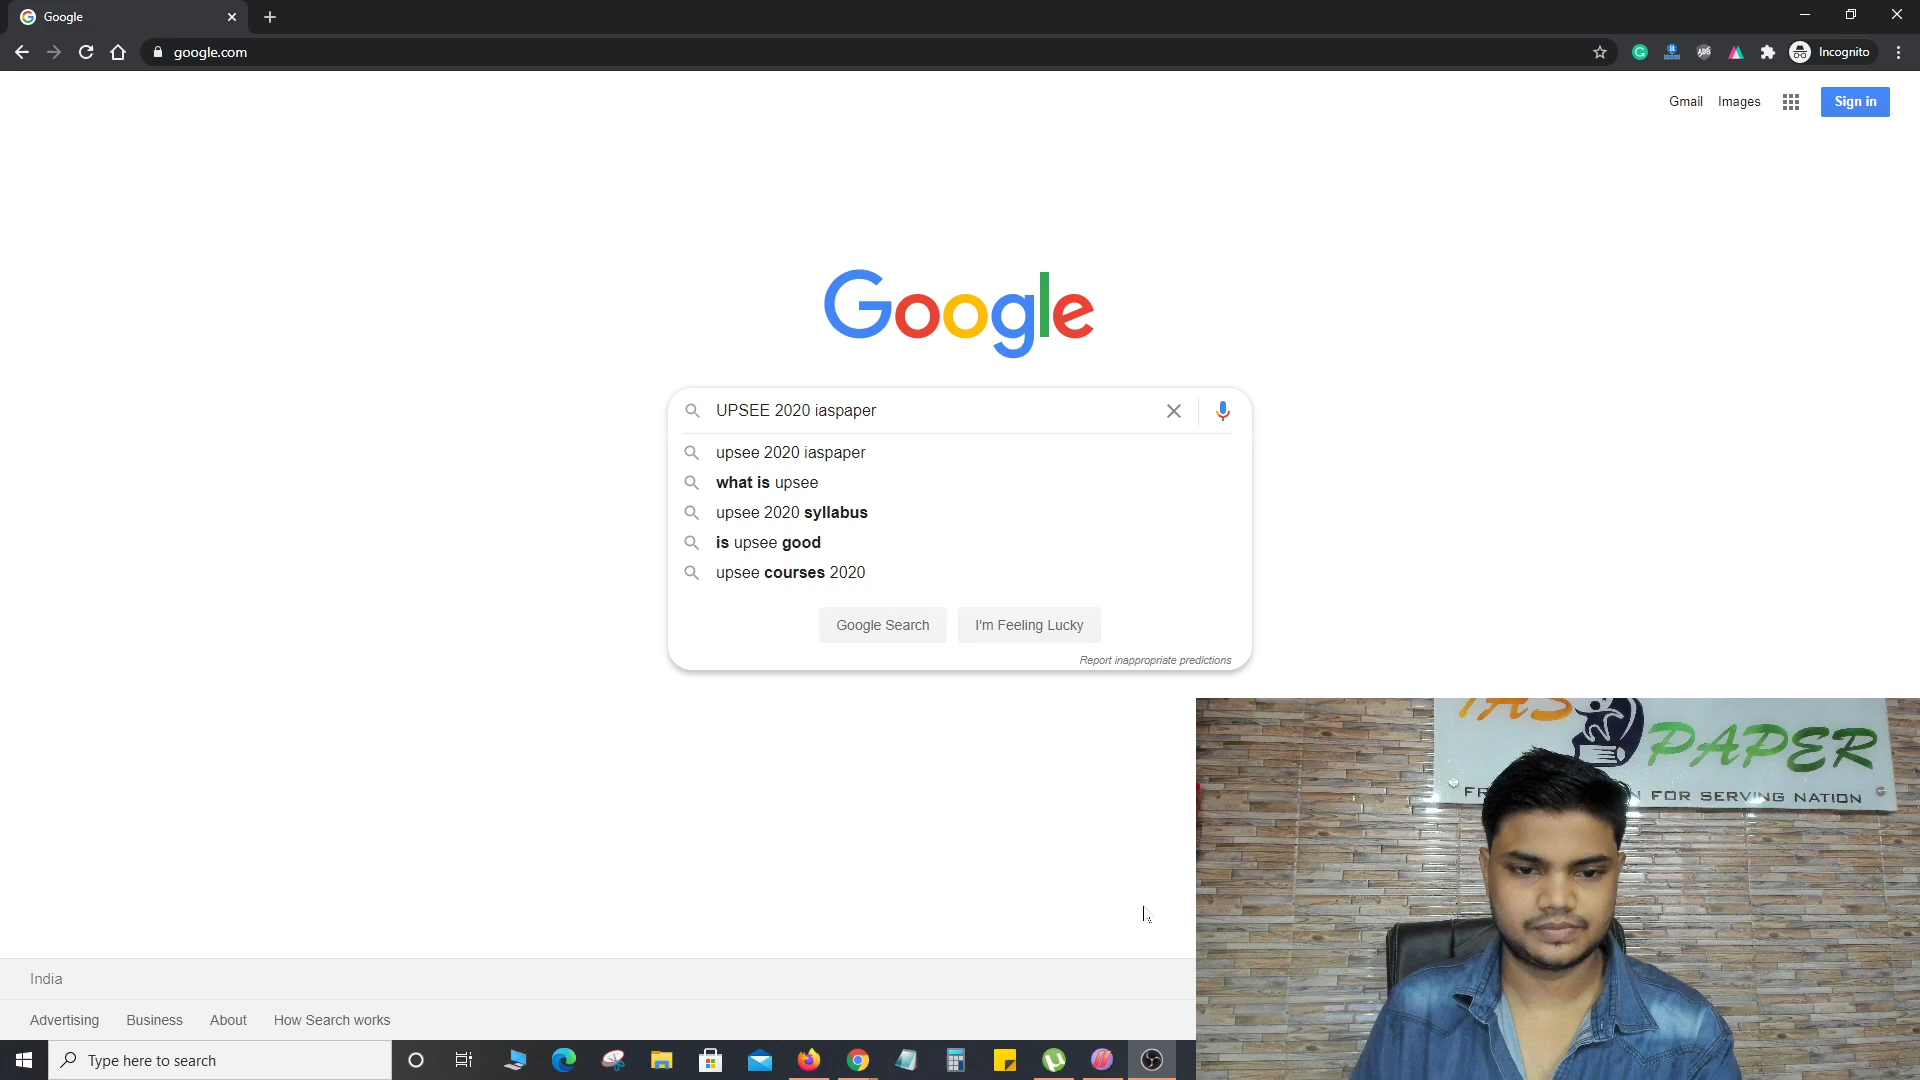 Google
google.com
Incognito
Gmail
Images
Sign in
Google
UPSEE 2020 iaspaper
upsee 2020 iaspaper
what is upsee
upsee 2020 syllabus
is upsee good
upsee courses 2020
Google Search
I'm Feeling Lucky
Report inappropriate predictions
IAS PAPER
FOR SERVING NATION
India
Advertising
Business
About
How Search works
Type here to search